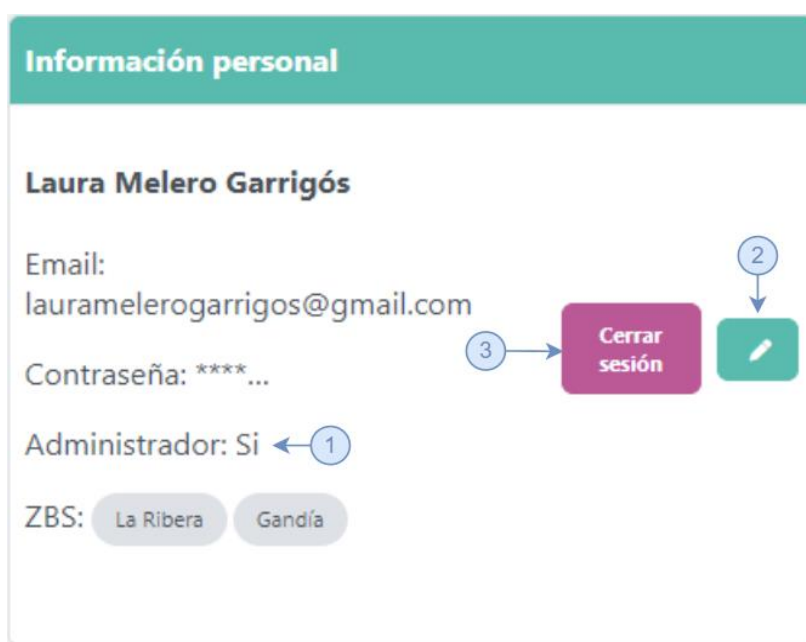 Información personal
Laura Melero Garrigós
Email:
lauramelerogarrigos@gmail.com
2
Cerrar
sesión
3
Contraseña: ****...
Administrador: Si
1
ZBS: La Ribera Gandía